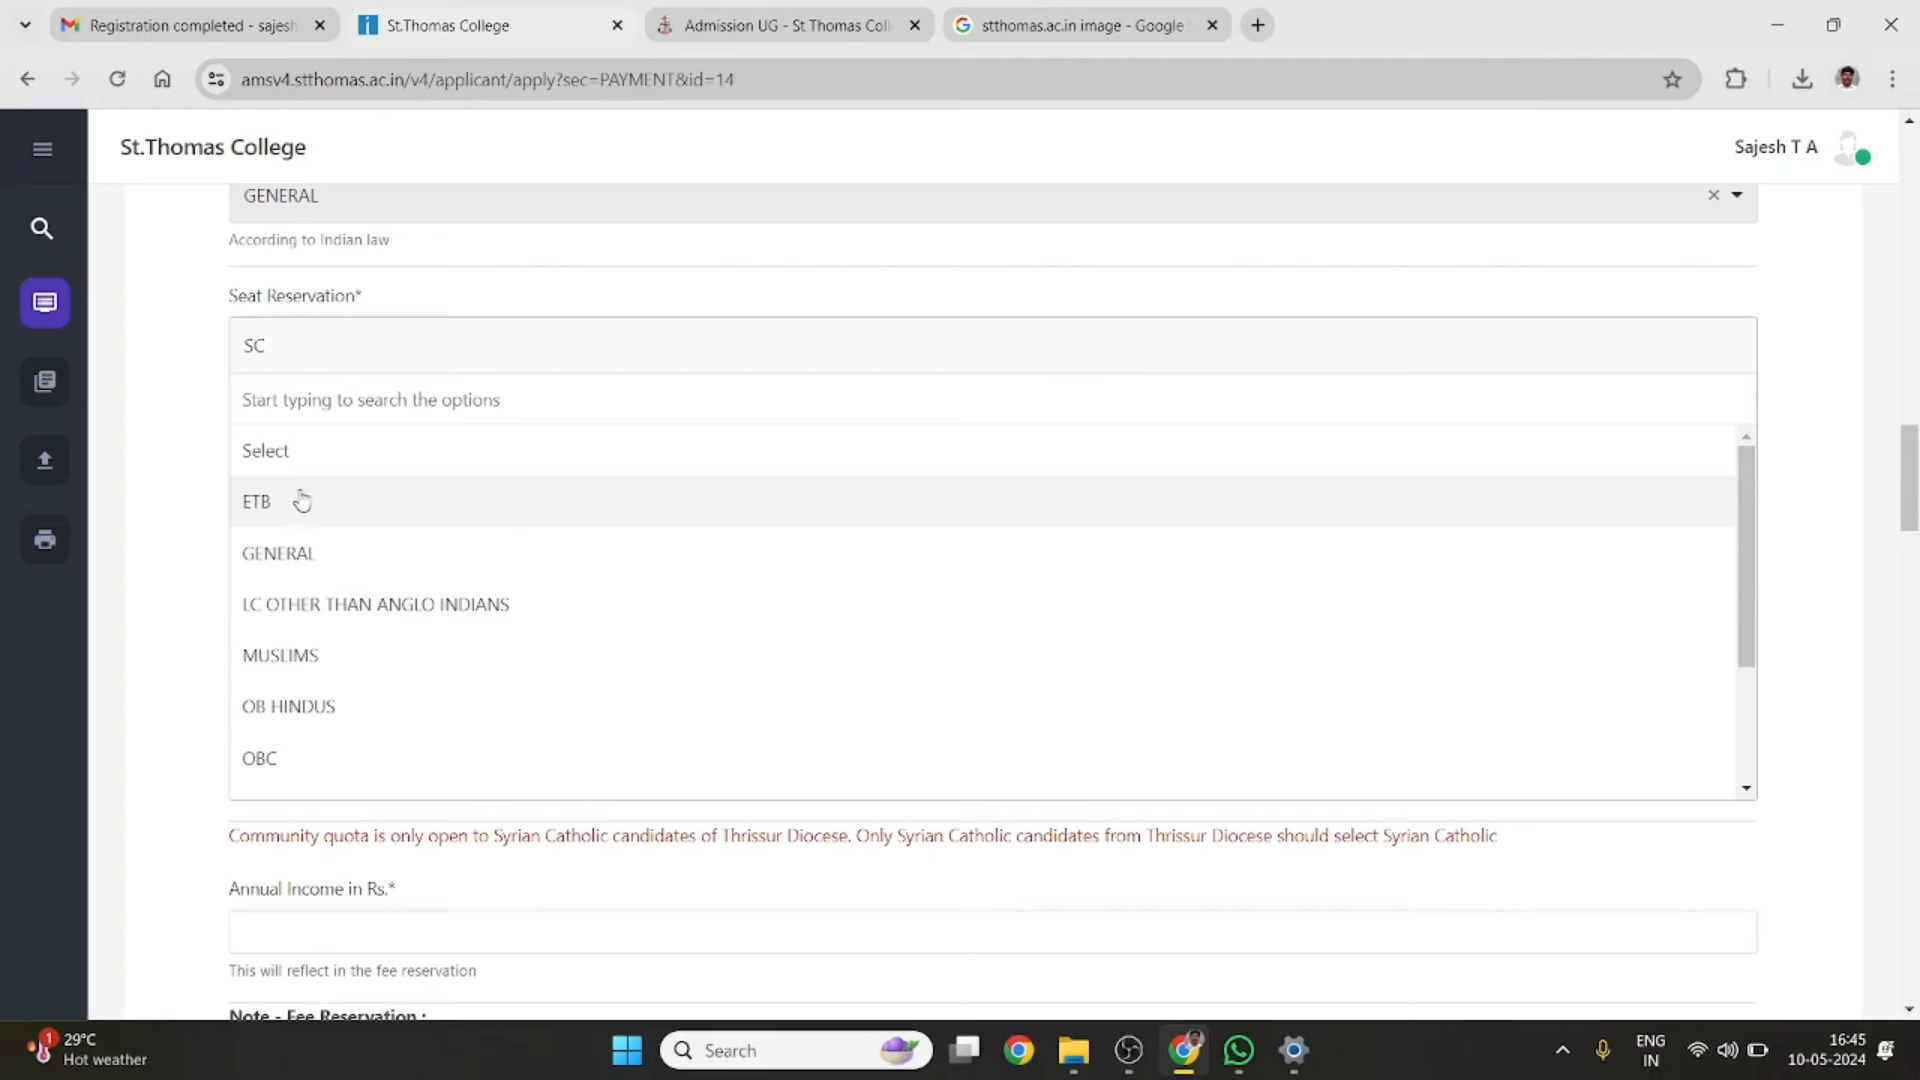 Registration completed - sajesh
St.Thomas College
Admission UG - St Thomas Coll
stthomas.ac.in image - Google S
amsv4.stthomas.ac.in/v4/applicant/apply?sec=PAYMENT&id=14
St.Thomas College
Sajesh T A
GENERAL
According to Indian law
Seat Reservation*
SC
Start typing to search the options
Select
ETB
GENERAL
LC OTHER THAN ANGLO INDIANS
MUSLIMS
OB HINDUS
OBC
Community quota is only open to Syrian Catholic candidates of Thrissur Diocese. Only Syrian Catholic candidates from Thrissur Diocese should select Syrian Catholic
Annual Income in Rs.*
This will reflect in the fee reservation
Note - Fee Reservation :
1
29°C
Hot weather
Search
ENG
IN
16:45
10-05-2024